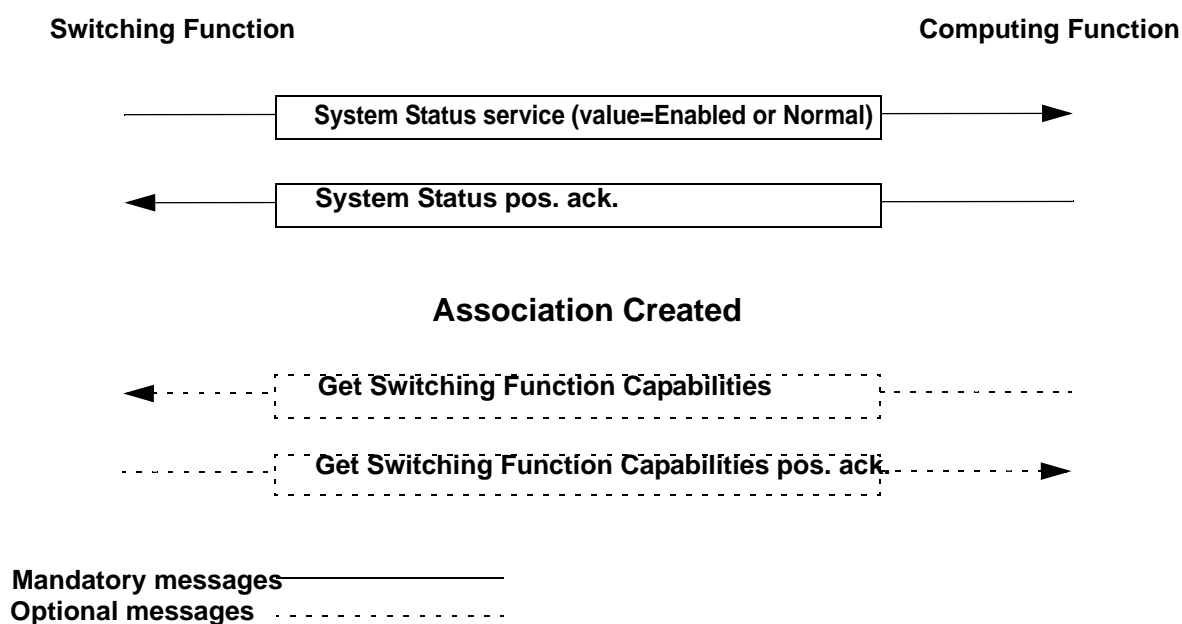 Switching Function
Computing Function
System Status service (value=Enabled or Normal)
System Status pos. ack.
Association Created
Get Switching Function Capabilities
Get Switching Function Capabilities pos. ack.
Mandatory messages
Optional messages